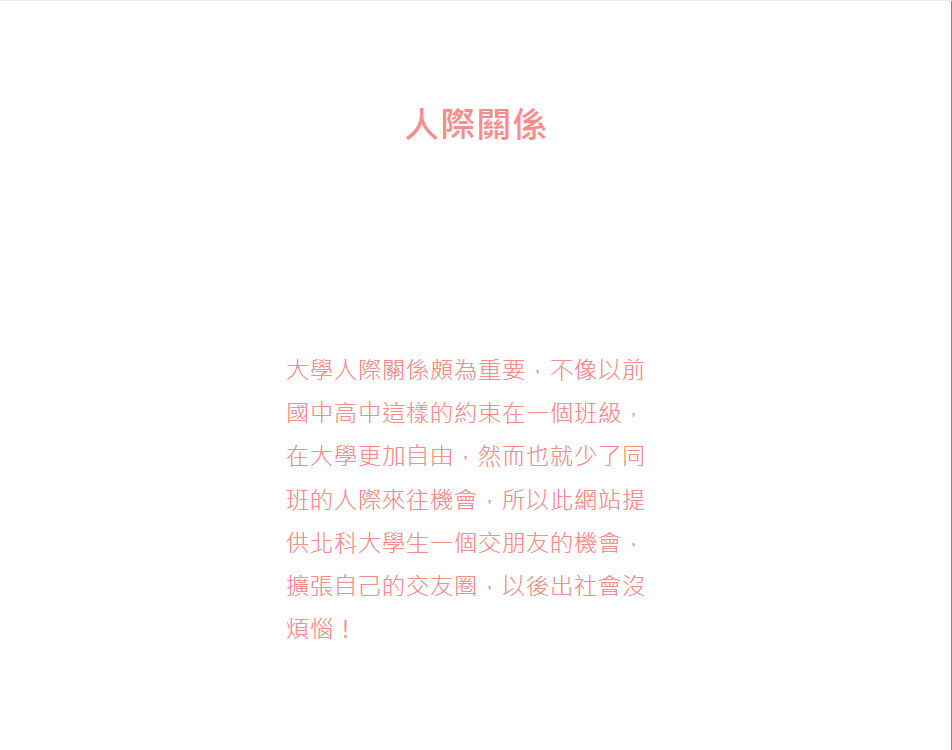 人際關係
大學人際關係頗為重要，不像以前
國中高中這樣的約束在一個班級，
在大學更加自由，然而也就少了同
班的人際來往機會，所以此網站提
供北科大學生一個交朋友的機會，
擴張自己的交友圈，以後出社會沒
煩惱！